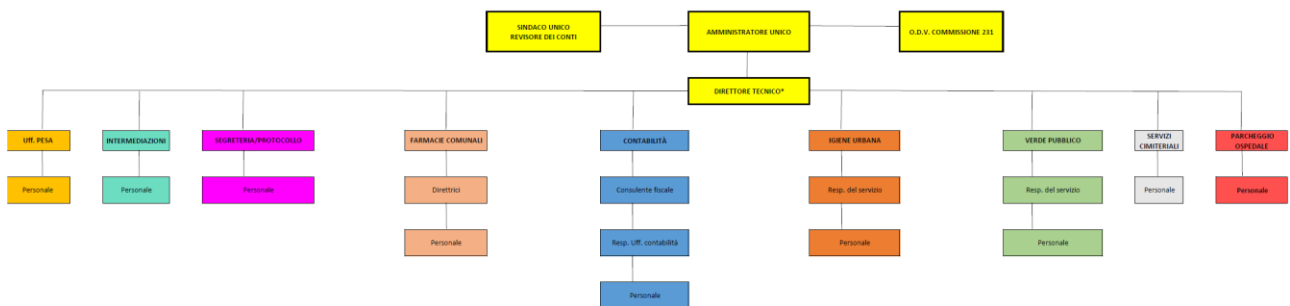 SINDACO UNICO
REVISORE DEI CONTI
AMMINISTRATORE UNICO
O.D.V. COMMISSIONE 231
DIRETTORE TECNICO*
Uff. PESA
INTERMEDIAZIONI
SEGRETERIA/PROTOCOLLO
FARMACIE COMUNALI
CONTABILITÀ
IGIENE URBANA
VERDE PUBBLICO
SERVIZI
CIMITERIALI
PARCHEGGIO
OSPEDALE
Personale
Personale
Personale
Direttrici
Consulente fiscale
Resp. del servizio
Resp. del servizio
Personale
Personale
Personale
Resp. Uff. contabilità
Personale
Personale
Personale